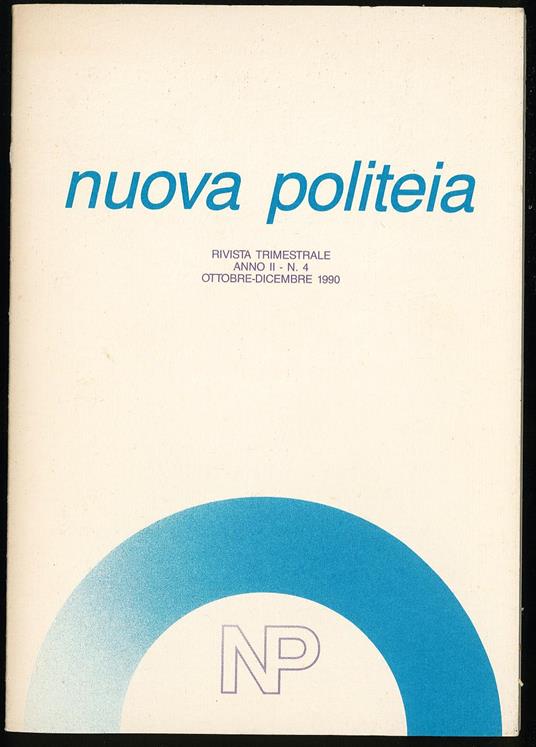 nuova politeia
RIVISTA TRIMESTRALE
ANNO II - N. 4
OTTOBRE-DICEMBRE 1990
NP